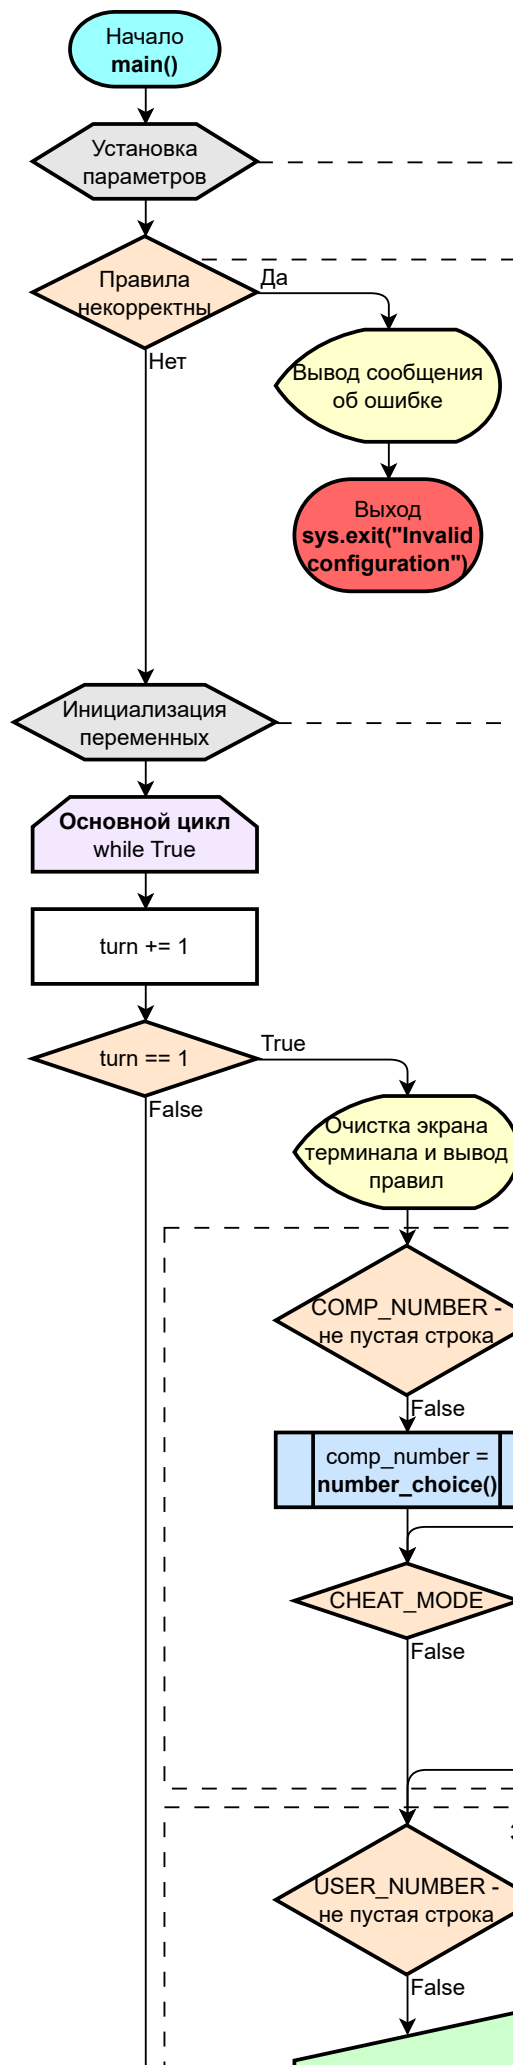 Начало
main()
Установка
параметров
Правила
некорректны
Да
Нет
Вывод сообщения
об ошибке
Выход
sys.exit("Invalid
configuration")
Инициализация
переменных
Основной цикл
while True
turn += 1
turn == 1
True
False
Очистка экрана
терминала и вывод
правил
COMP_NUMBER -
не пустая строка
False
comp_number =
number_choice()
CHEAT_MODE
False
USER_NUMBER -
не пустая строка
False